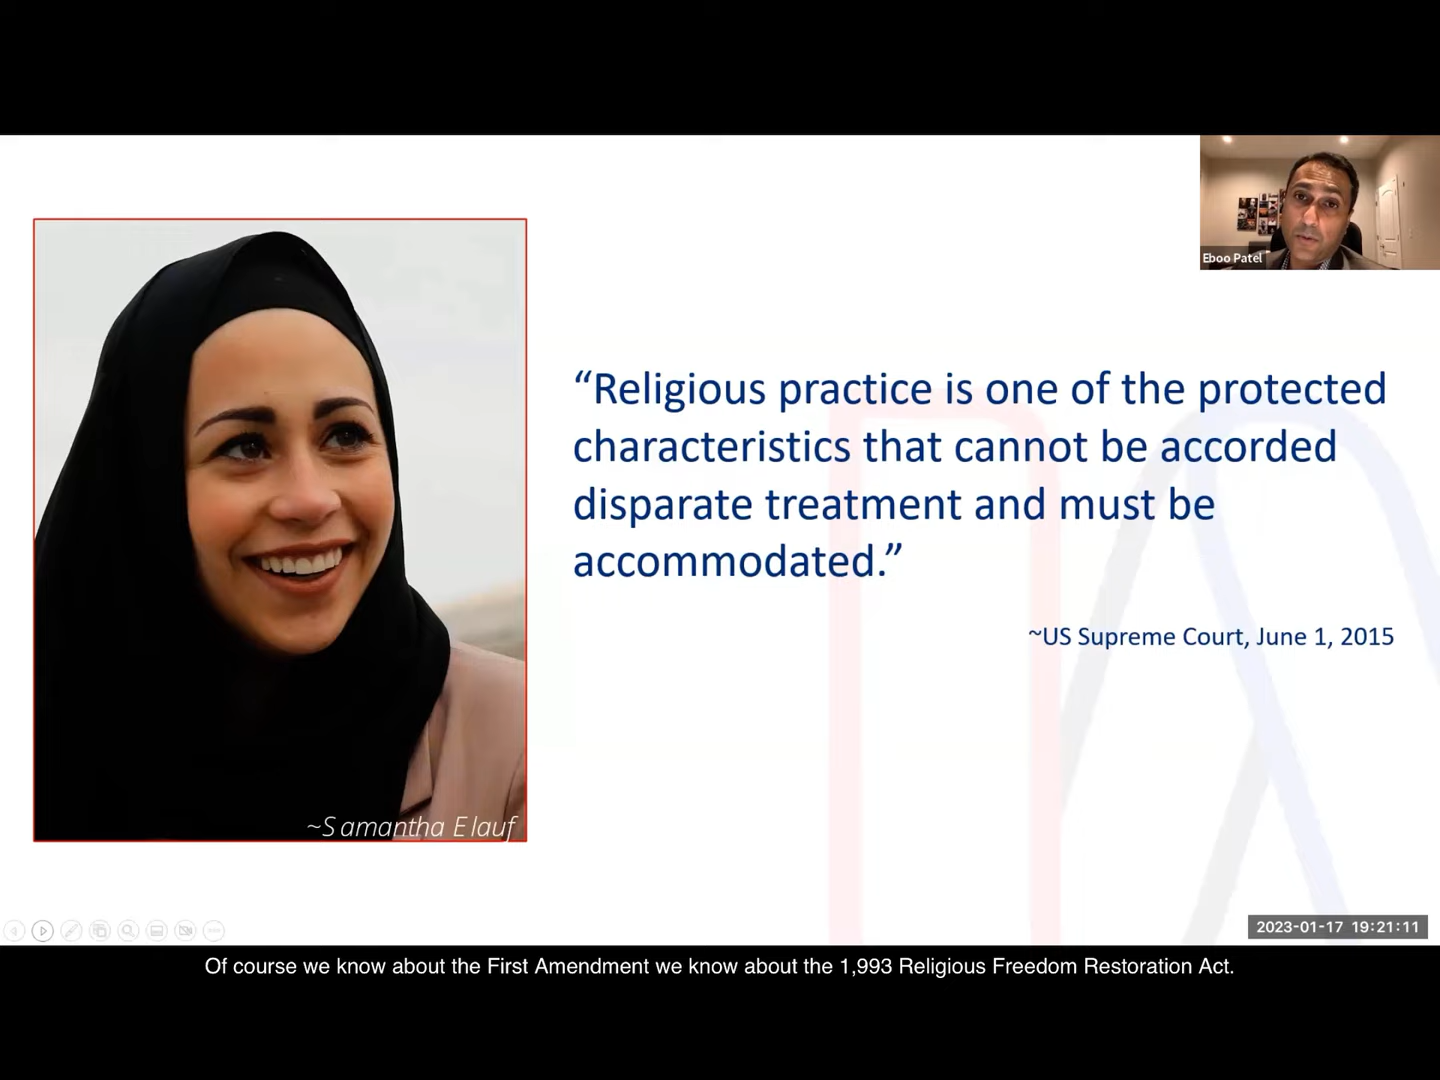 Eboo Patel
“Religious practice is one of the protected
characteristics that cannot be accorded
disparate treatment and must be
accommodated.”
~US Supreme Court, June 1, 2015
~Samantha Elauf
2023-01-17 19:21:11
Of course we know about the First Amendment we know about the 1,993 Religious Freedom Restoration Act.